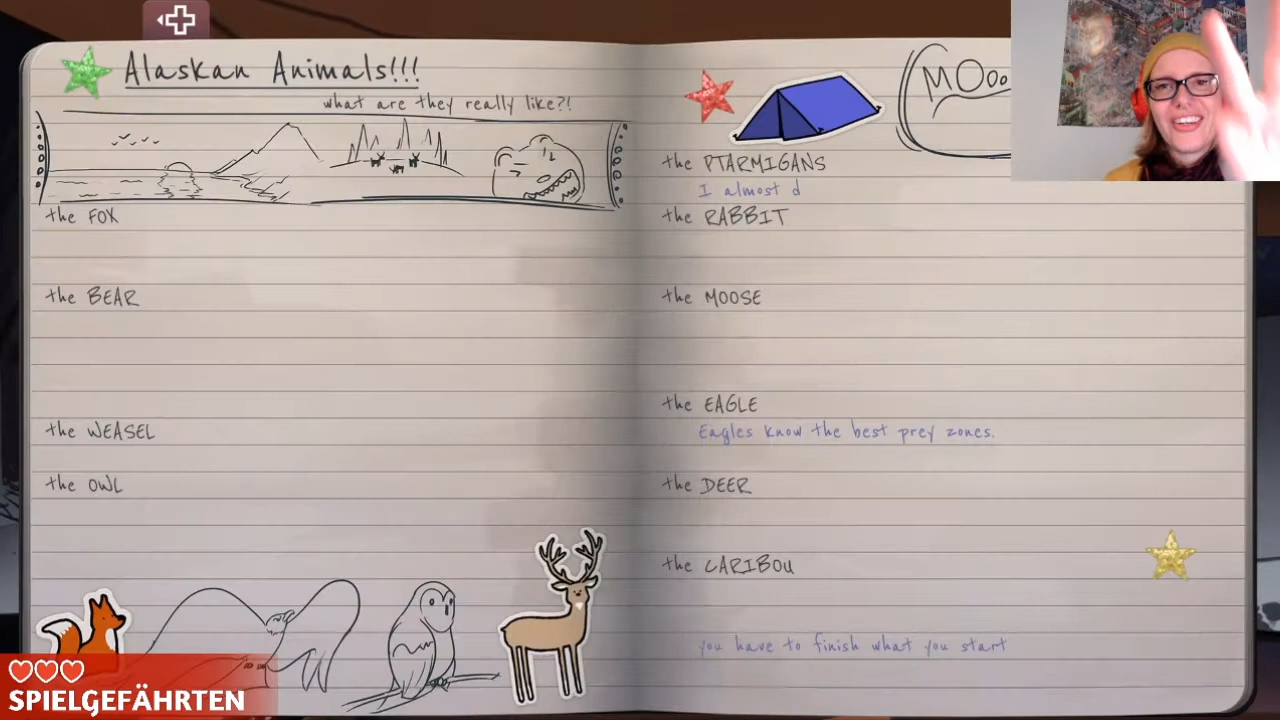 Alaskan Animals!!!
what are they really like?!
the FOX
the BEAR
the WEASEL
the OWL
MOoo
the PTARMIGANS
I almost d
the RABBIT
the MOOSE
the EAGLE
Eagles know the best prey zones.
the DEER
the CARIBOU
you have to finish what you start
SPIELGEFÄHRTEN